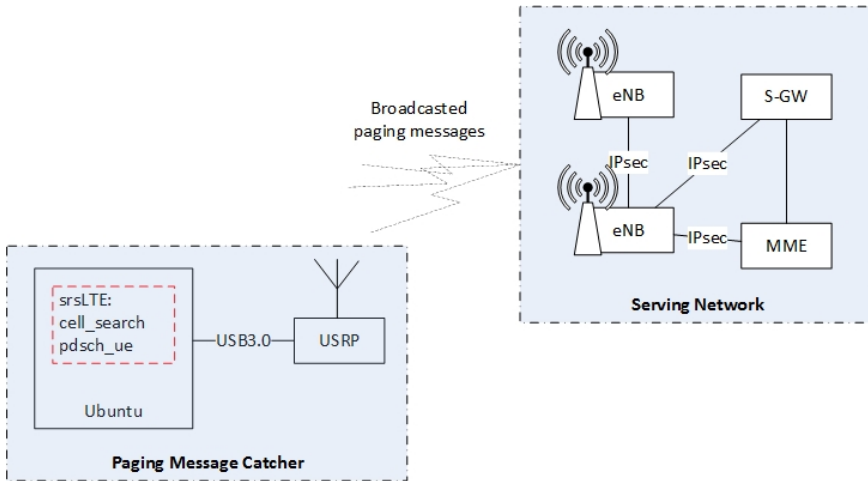 eNB
S-GW
Broadcasted
paging messages
IPsec
IPsec
eNB
IPsec
MME
Serving Network
srsLTE:
cell_search
pdsch_ue
USB3.0
USRP
Ubuntu
Paging Message Catcher